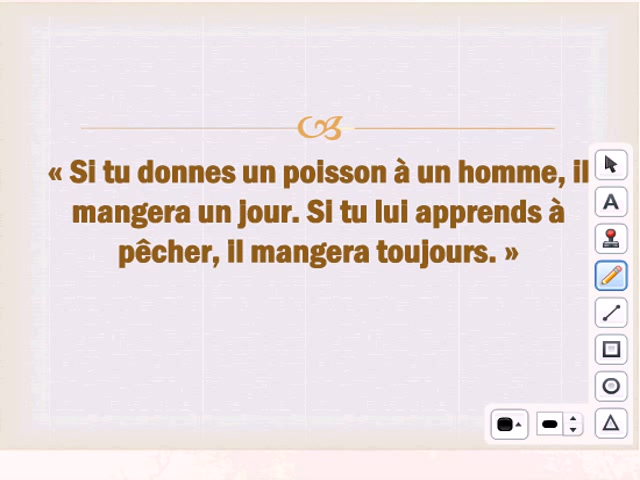 « Si tu donnes un poisson à un homme, il
mangera un jour. Si tu lui apprends à
pêcher, il mangera toujours. »
A